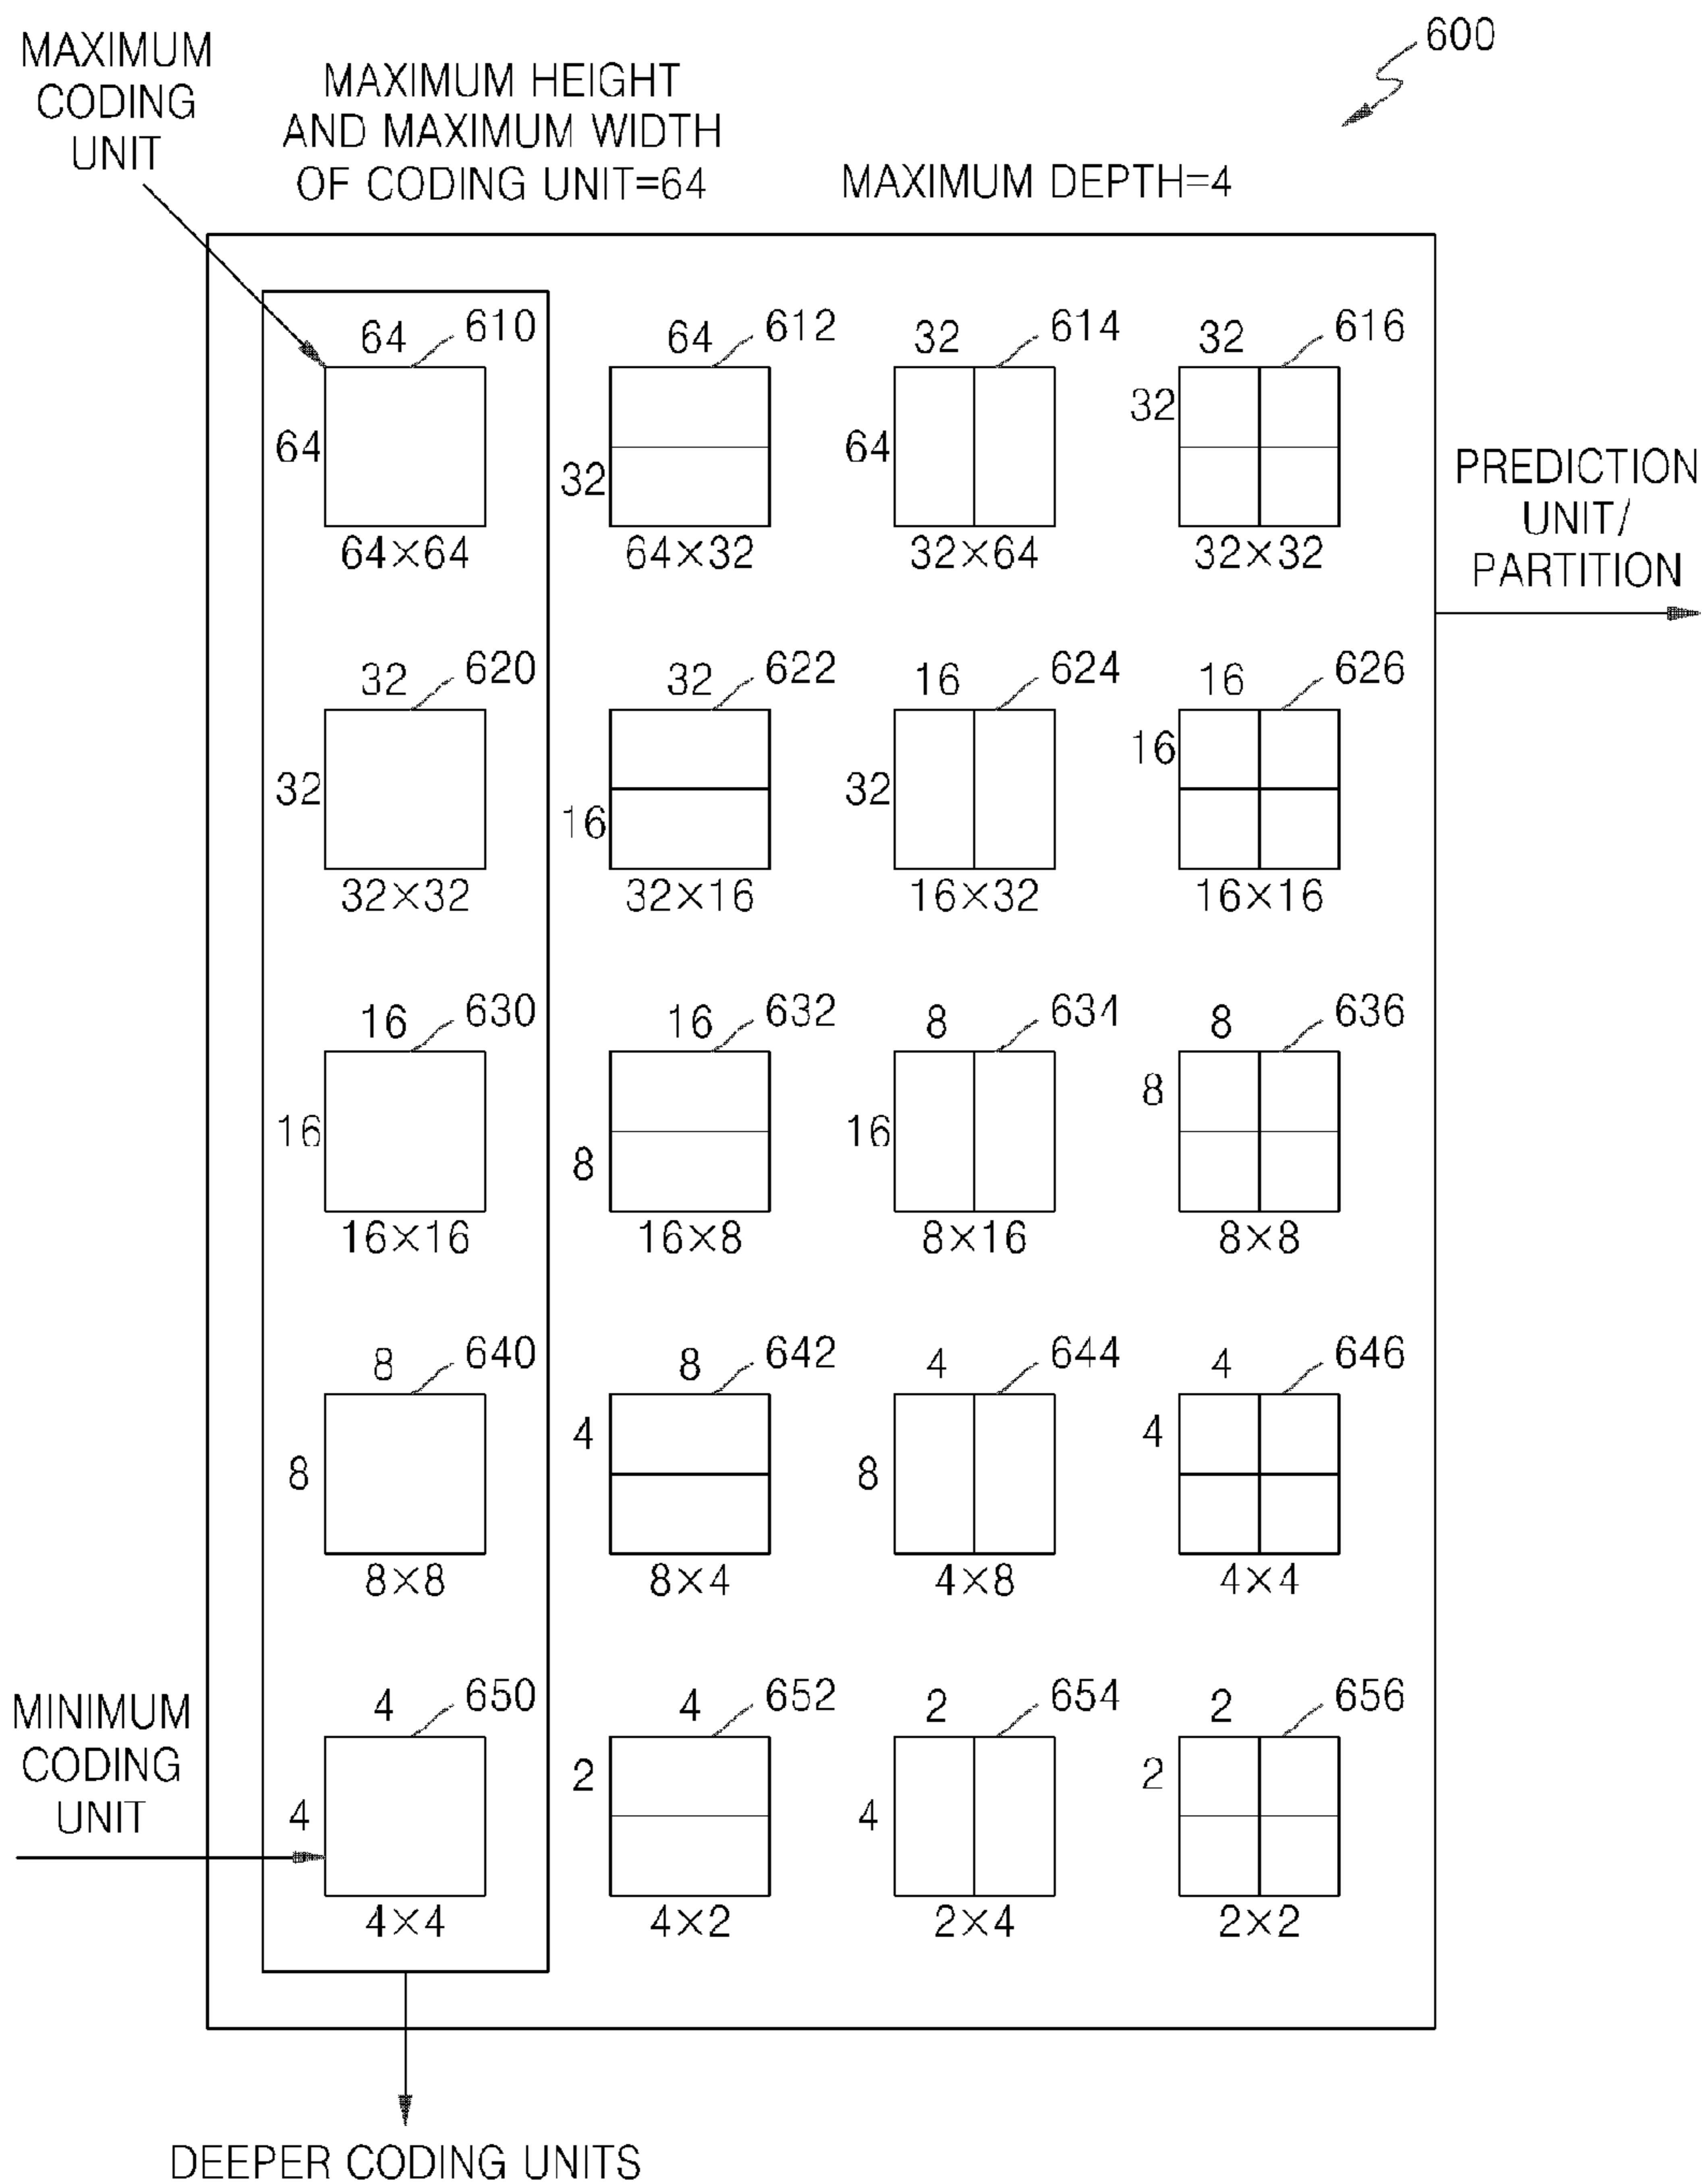 600
MAXIMUM
CODING
UNIT
MAXIMUM HEIGHT
AND MAXIMUM WIDTH
OF CODING UNIT=64
MAXIMUM DEPTH=4
64 610 64 612 32 614 32 616
64 32 64 32
64×64 64×32 32×64 32×32
PREDICTION
UNIT/
PARTITION
32 620 32 622 16 624 16 626
32 16 32 16
32×32 32×16 16×32 16×16
16 630 16 632 8 634 8 636
16 8 16 8
16×16 16×8 8×16 8×8
8 640 8 642 4 644 4 646
8 4 8 4
8×8 8×4 4×8 4×4
MINIMUM
CODING
UNIT
4 650 4 652 2 654 2 656
4 2 4 2
4×4 4×2 2×4 2×2
DEEPER CODING UNITS